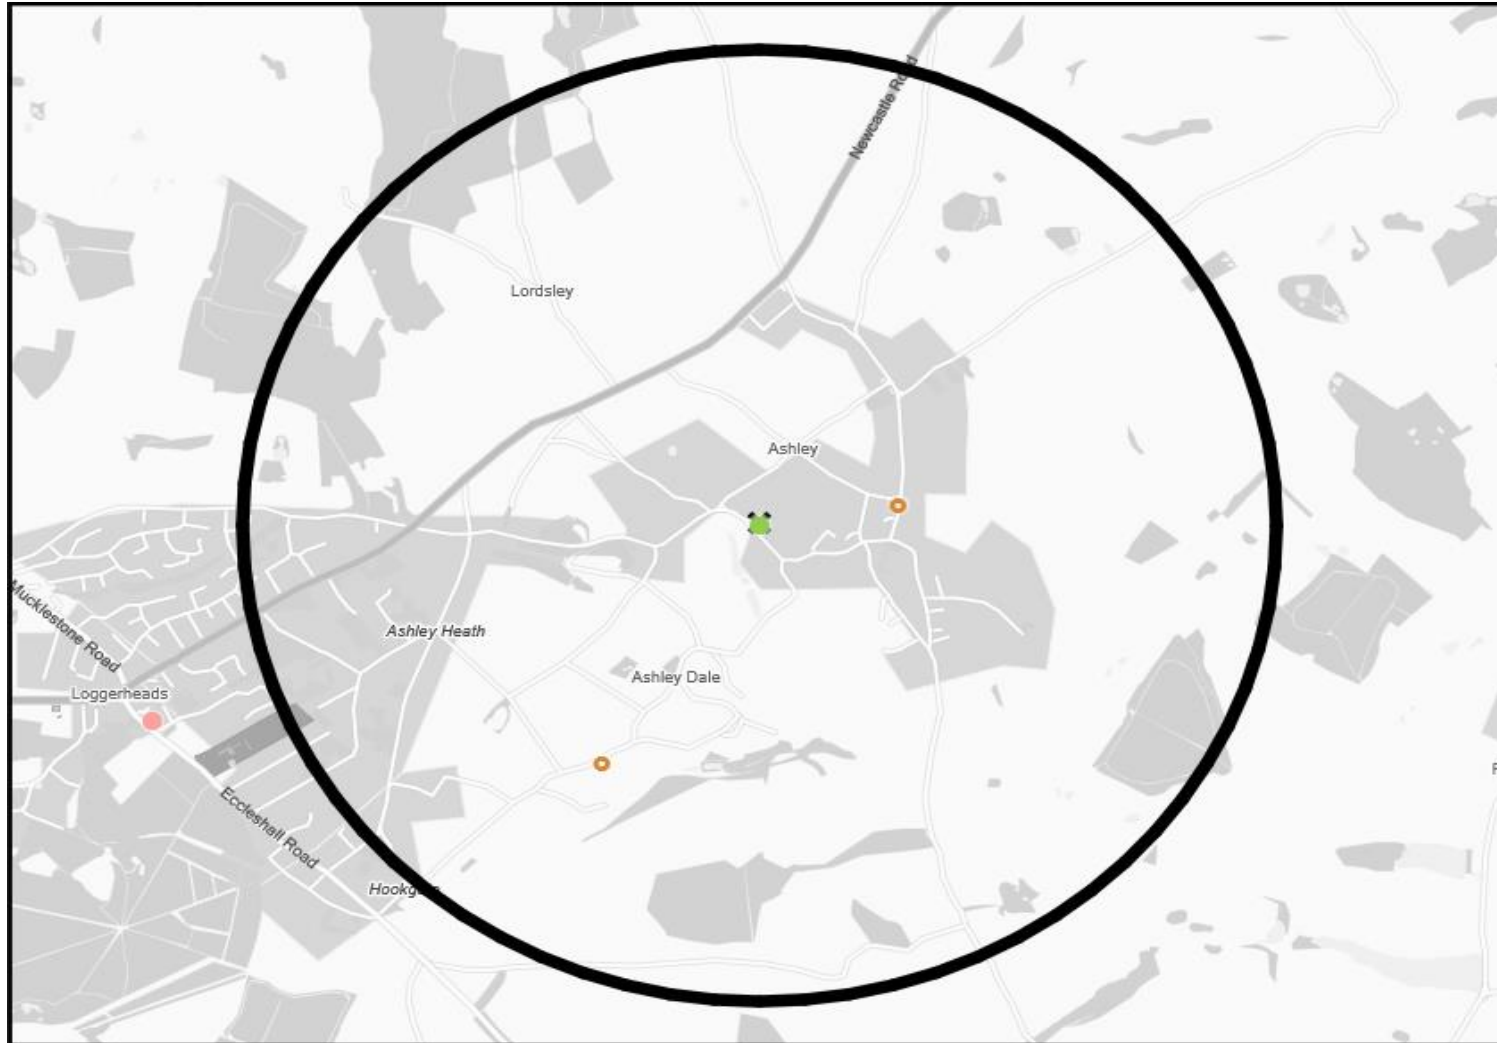 Newcastle Road
Lordsley
Ashley
Mucklestone Road
Ashley Heath
Ashley Dale
Loggerheads
Eccleshall Road